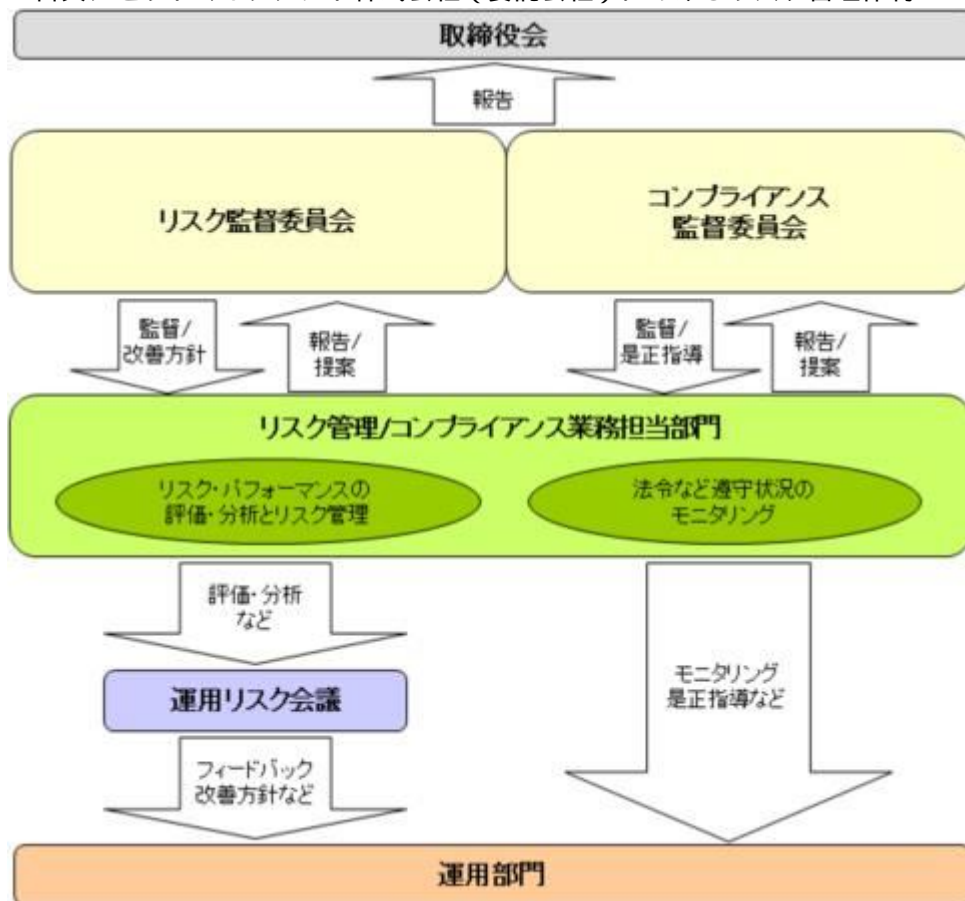 取締役会
報告
リスク監督委員会
コンプライアンス
監督委員会
監督/
改善方針
報告/
提案
監督/
是正指導
報告/
提案
リスク管理/コンプライアンス業務担当部門
リスク・パフォーマンスの
評価・分析とリスク管理
法令など遵守状況の
モニタリング
評価・分析
など
運用リスク会議
モニタリング
是正指導など
フィードバック
改善方針など
運用部門